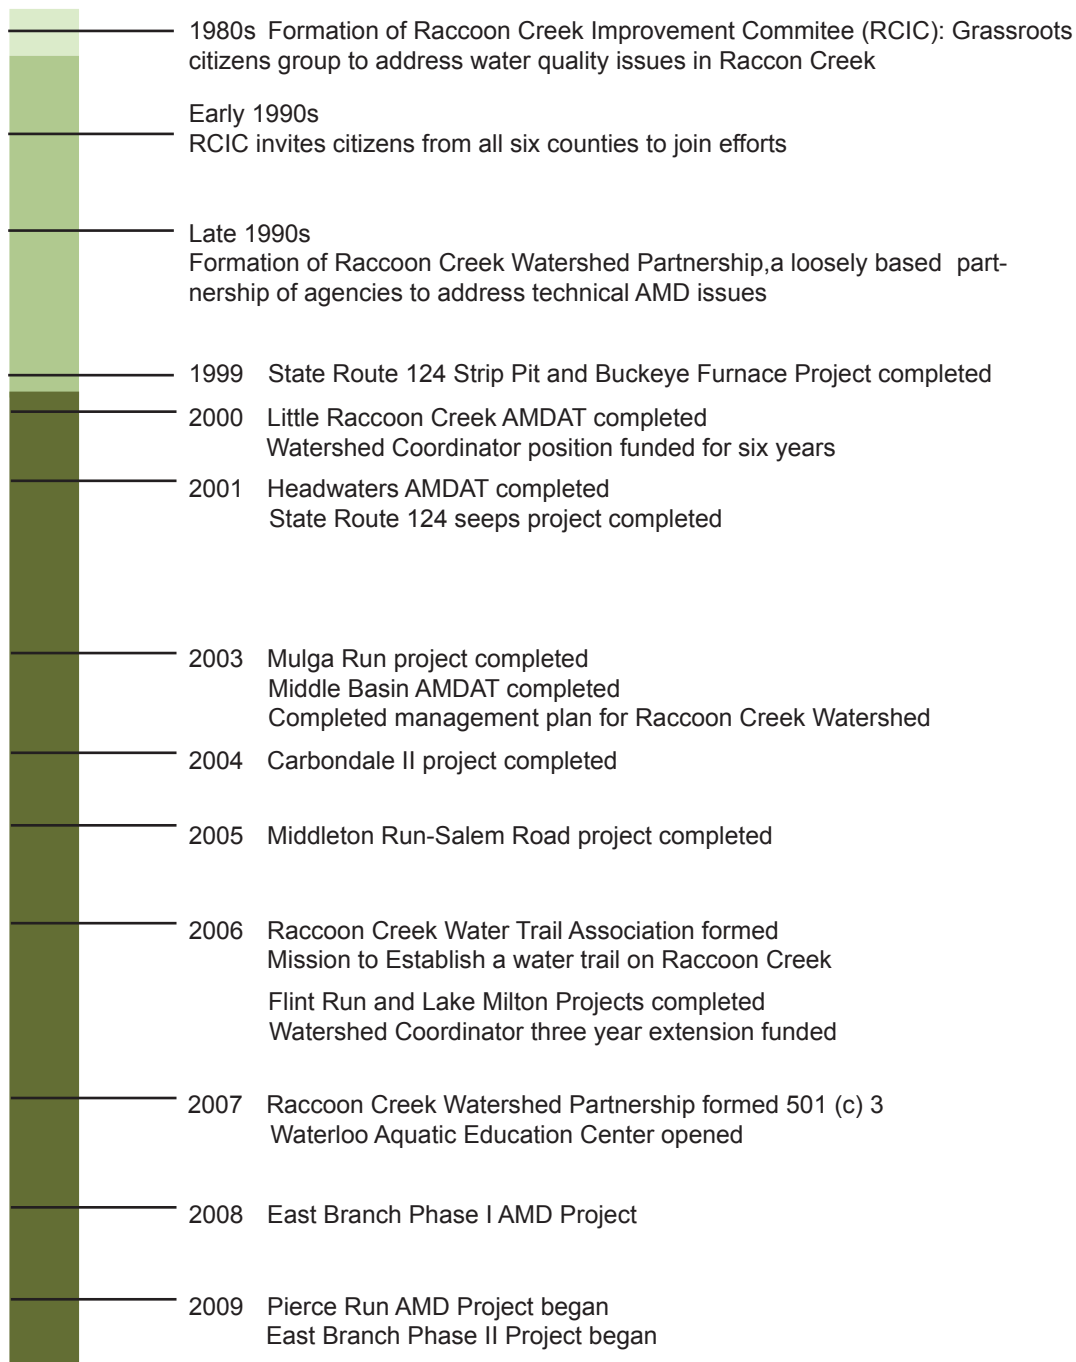 1980s Formation of Raccoon Creek Improvement Commitee (RCIC): Grassroots
citizens group to address water quality issues in Raccon Creek
Early 1990s
RCIC invites citizens from all six counties to join efforts
Late 1990s
Formation of Raccoon Creek Watershed Partnership,a loosely based part-
nership of agencies to address technical AMD issues
1999 State Route 124 Strip Pit and Buckeye Furnace Project completed
2000 Little Raccoon Creek AMDAT completed
Watershed Coordinator position funded for six years
2001 Headwaters AMDAT completed
State Route 124 seeps project completed
2003 Mulga Run project completed
Middle Basin AMDAT completed
Completed management plan for Raccoon Creek Watershed
2004 Carbondale II project completed
2005 Middleton Run-Salem Road project completed
2006 Raccoon Creek Water Trail Association formed
Mission to Establish a water trail on Raccoon Creek
Flint Run and Lake Milton Projects completed
Watershed Coordinator three year extension funded
2007 Raccoon Creek Watershed Partnership formed 501 (c) 3
Waterloo Aquatic Education Center opened
2008 East Branch Phase I AMD Project
2009 Pierce Run AMD Project began
East Branch Phase II Project began